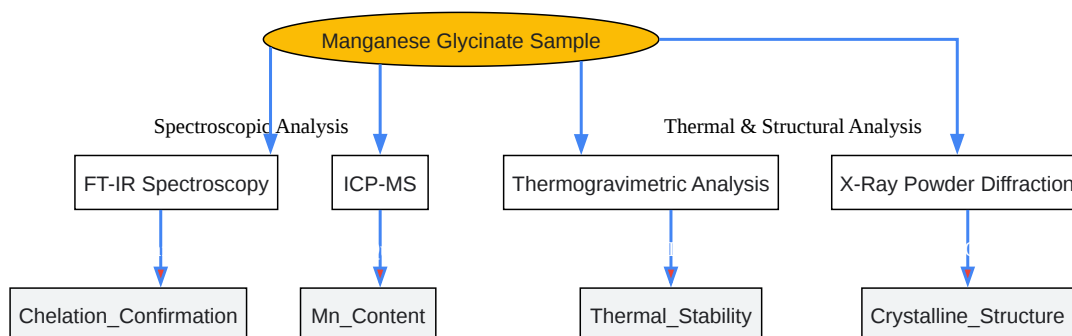 Manganese Glycinate Sample
Spectroscopic Analysis
Thermal & Structural Analysis
FT-IR Spectroscopy
ICP-MS
Thermogravimetric Analysis
X-Ray Powder Diffraction
Chelation_Confirmation
Mn_Content
Thermal_Stability
Crystalline_Structure